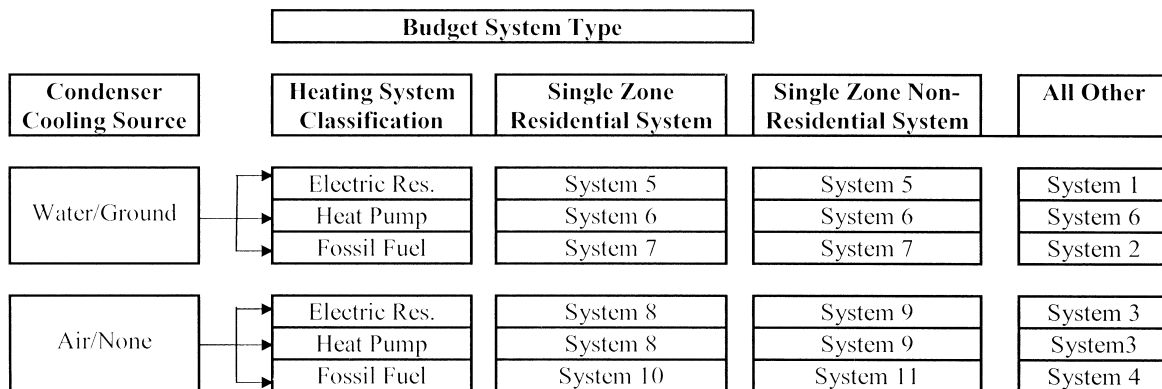 Budget System Type
Condenser Cooling Source
Heating System Classification
Single Zone Residential System
Single Zone Non-Residential System
All Other
Water/Ground
Electric Res. System 5 System 5 System 1
Heat Pump System 6 System 6 System 6
Fossil Fuel System 7 System 7 System 2
Air/None
Electric Res. System 8 System 9 System 3
Heat Pump System 8 System 9 System3
Fossil Fuel System 10 System 11 System 4